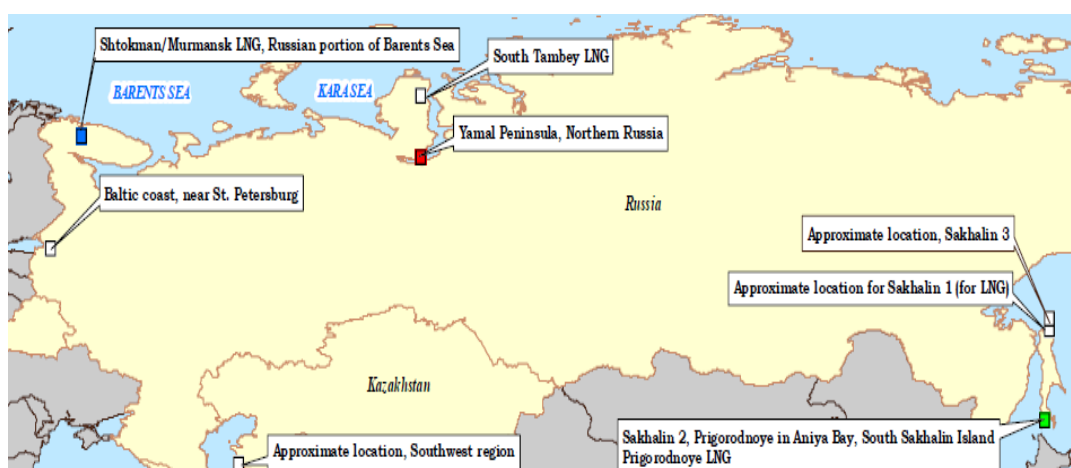 Shtokman/Murmansk LNG, Russian portion of Barents Sea
South Tambey LNG
BARENTS SEA
KARA SEA
Yamal Peninsula, Northern Russia
Baltic coast, near St. Petersburg
Russia
Approximate location, Sakhalin 3
Approximate location for Sakhalin 1 (for LNG)
Kazakhstan
Approximate location, Southwest region
Sakhalin 2, Prigorodnoye in Aniya Bay, South Sakhalin Island
Prigorodnoye LNG